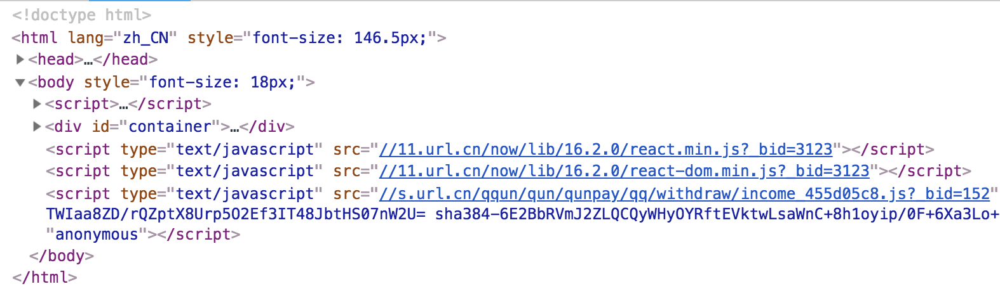 <!doctype html>
<html lang="zh_CN" style="font-size: 146.5px;">
▶<head>…</head>
▼<body style="font-size: 18px;">
▶<script>…</script>
▶<div id="container">…</div>
<script type="text/javascript" src="//11.url.cn/now/lib/16.2.0/react.min.js?_bid=3123"></script>
<script type="text/javascript" src="//11.url.cn/now/lib/16.2.0/react-dom.min.js?_bid=3123"></script>
<script type="text/javascript" src="//s.url.cn/qqun/qun/qunpay/qq/withdraw/income_455d05c8.js?_bid=152"
TWIaa8ZD/rQZptX8Urp5O2Ef3IT48JbtHS07nW2U= sha384-6E2BbRVmJ2ZLQCQyWHyOYRftEVktwLsaWnC+8h1oyip/0F+6Xa3Lo+
"anonymous"></script>
</body>
</html>